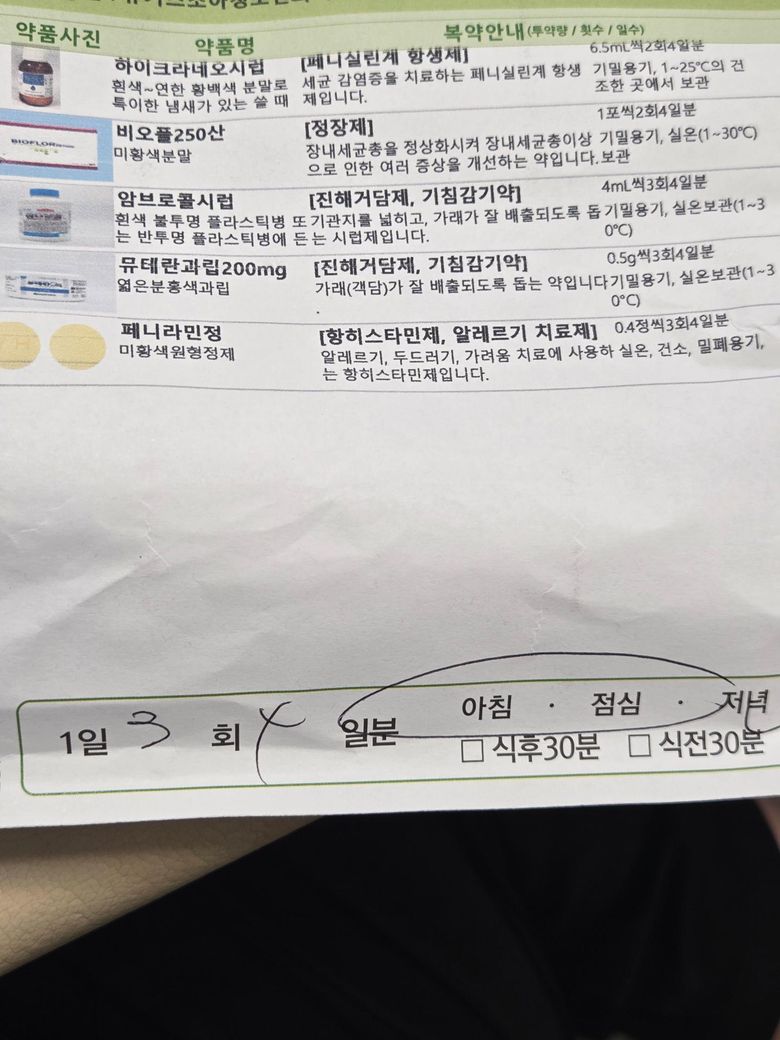 약품사진 약품명 복약안내(투약량 / 횟수 / 일수)
하이크라네오시럽 [페니실린계 항생제] 6.5mL씩2회4일분
흰색~연한 황백색 분말로 세균 감염증을 치료하는 페니실린계 항생 기밀용기, 1~25℃의 건
특이한 냄새가 있는 쓸 때 제입니다. 조한 곳에서 보관
비오플250산 [정장제] 1포씩2회4일분
미황색분말 장내세균총을 정상화시켜 장내세균총이상 기밀용기, 실온(1~30℃)
으로 인한 여러 증상을 개선하는 약입니다. 보관
BIOFLOR
암브로콜시럽 [진해거담제, 기침감기약] 4mL씩3회4일분
흰색 불투명 플라스틱병 또 기관지를 넓히고, 가래가 잘 배출되도록 돕 기밀용기, 실온보관(1~3
는 반투명 플라스틱병에 든 는 시럽제입니다. 0℃)
뮤테란과립200mg [진해거담제, 기침감기약] 0.5g씩3회4일분
엷은분홍색과립 가래(객담)가 잘 배출되도록 돕는 약입니다 기밀용기, 실온보관(1~3
. 0℃)
페니라민정 [항히스타민제, 알레르기 치료제] 0.4정씩3회4일분
미황색원형정제 알레르기, 두드러기, 가려움 치료에 사용하 실온, 건소, 밀폐용기,
는 항히스타민제입니다.
1일 3 회 일분 아침 · 점심 · 저녁
□ 식후30분 □ 식전30분